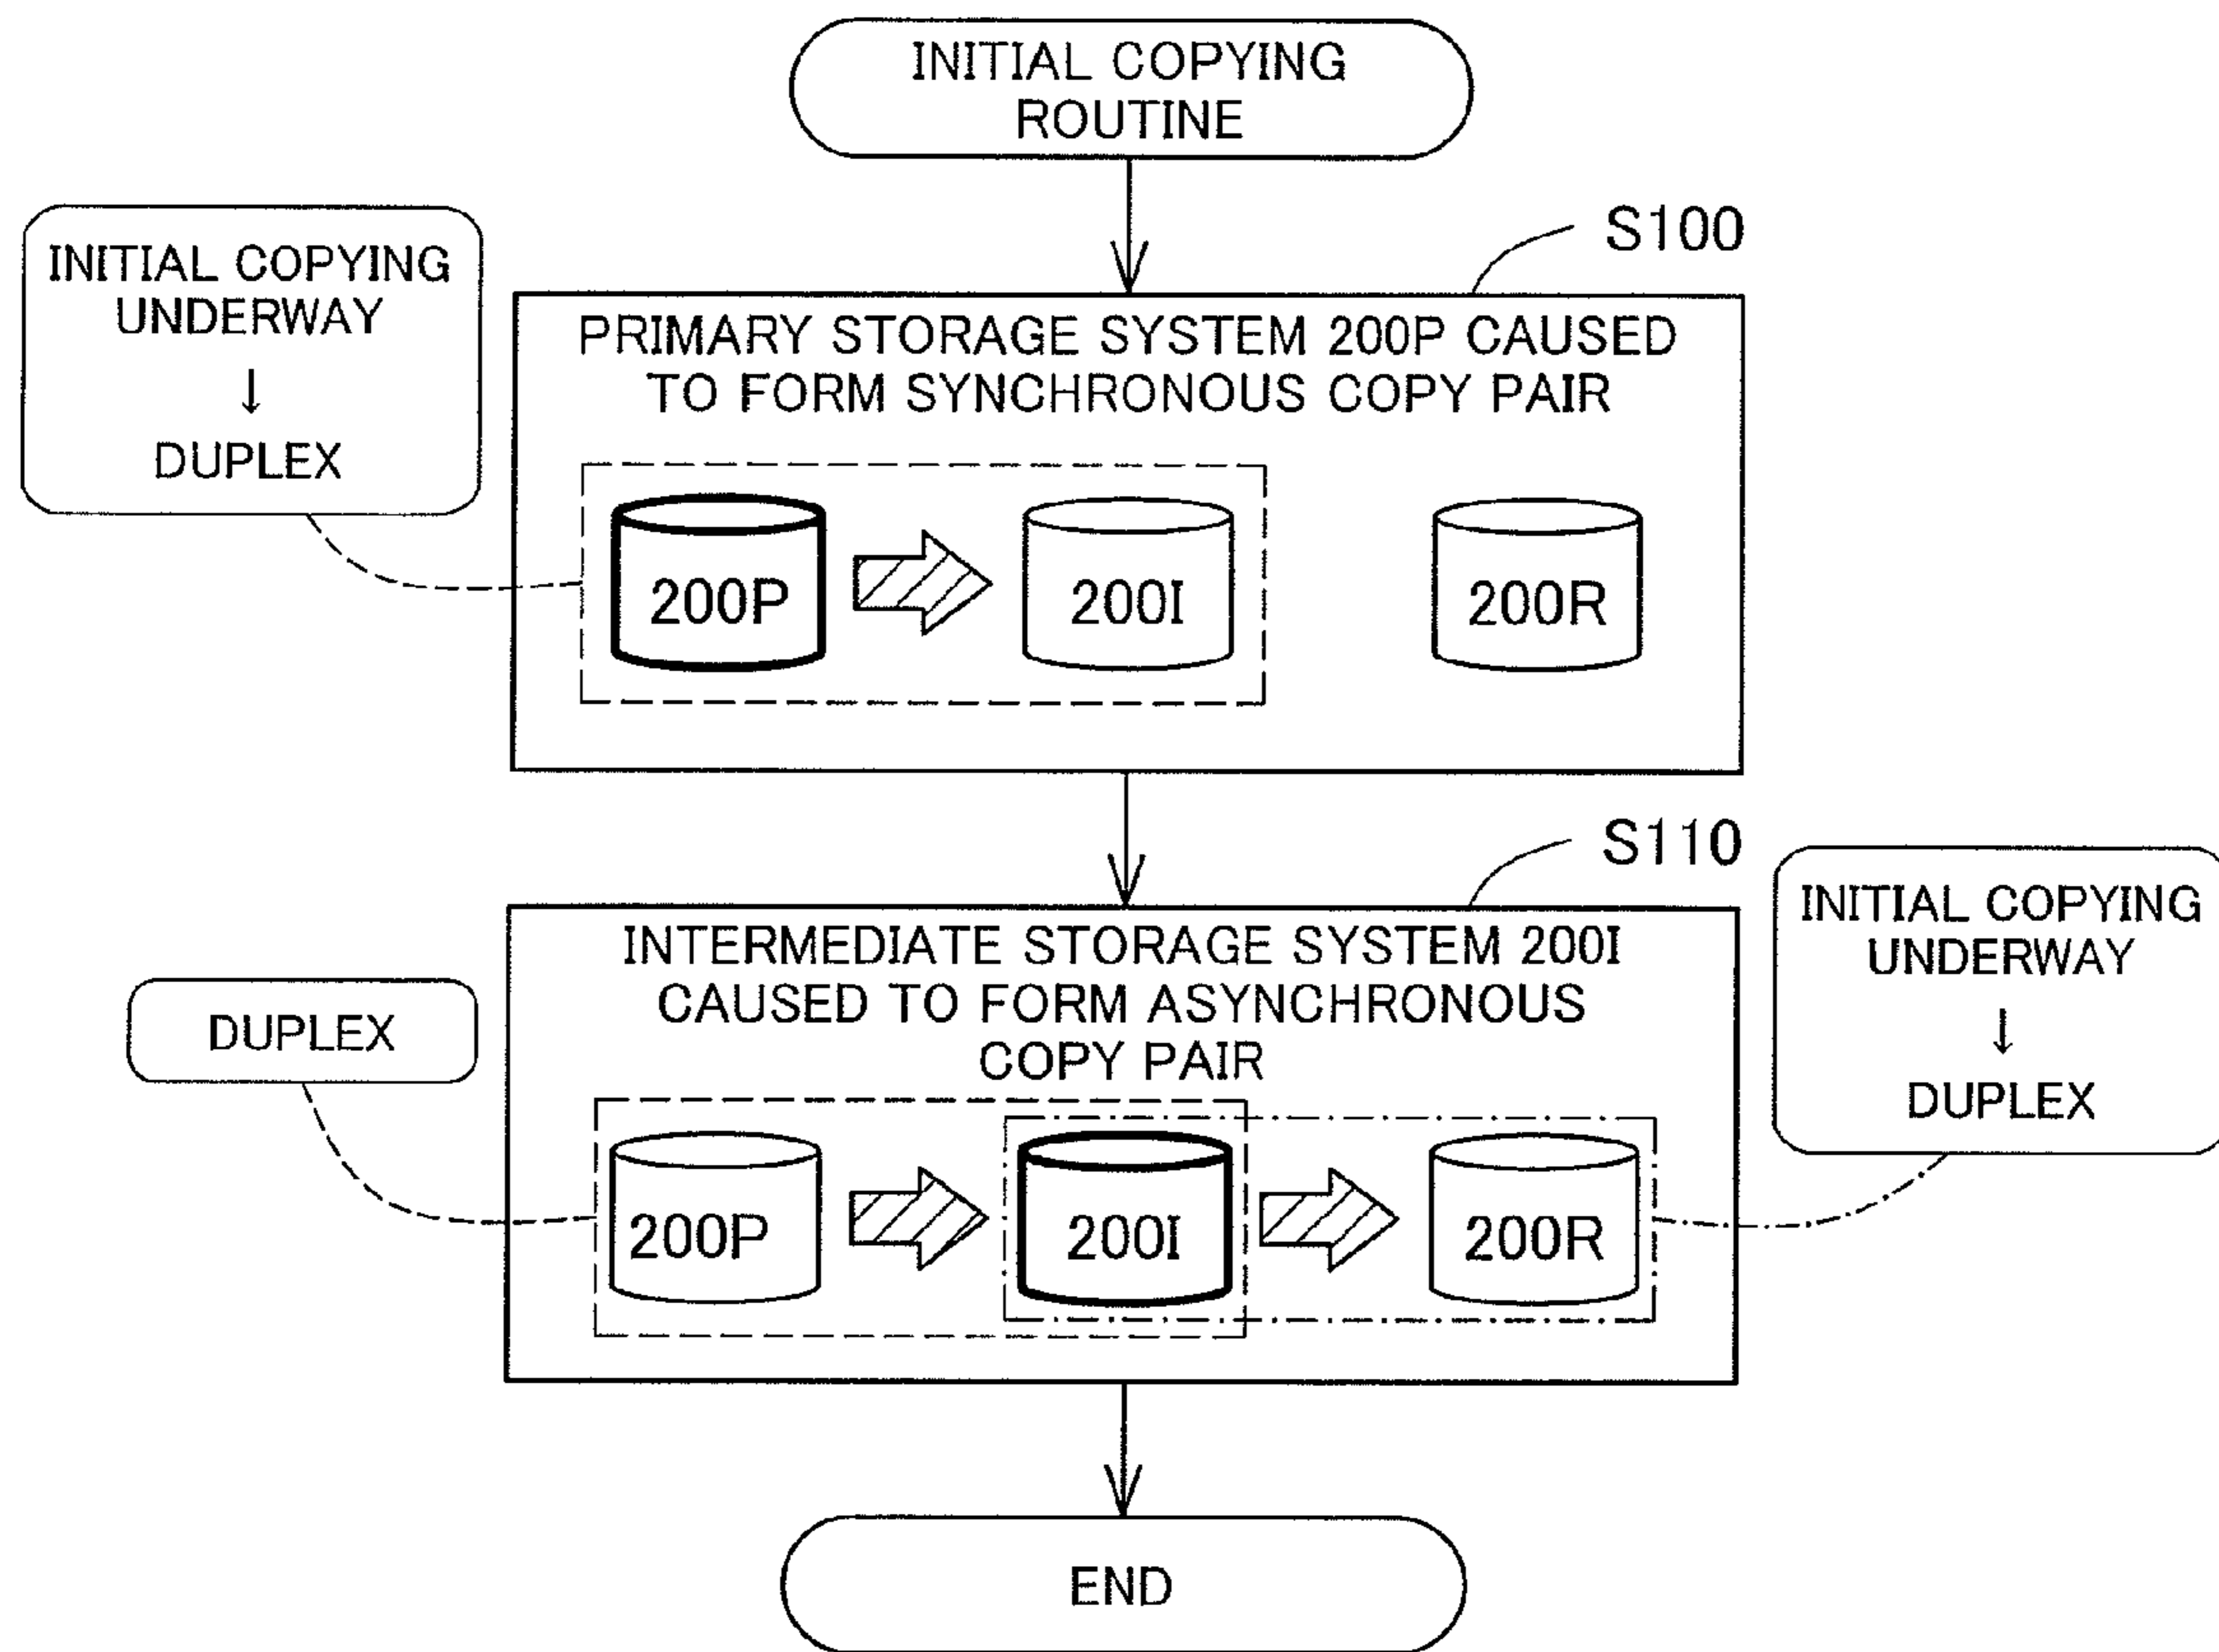 INITIAL COPYING
ROUTINE
S100
INITIAL COPYING
UNDERWAY
↓
DUPLEX
PRIMARY STORAGE SYSTEM 200P CAUSED
TO FORM SYNCHRONOUS COPY PAIR
200P
200I
200R
S110
INTERMEDIATE STORAGE SYSTEM 200I
CAUSED TO FORM ASYNCHRONOUS
COPY PAIR
INITIAL COPYING
UNDERWAY
↓
DUPLEX
DUPLEX
200P
200I
200R
END